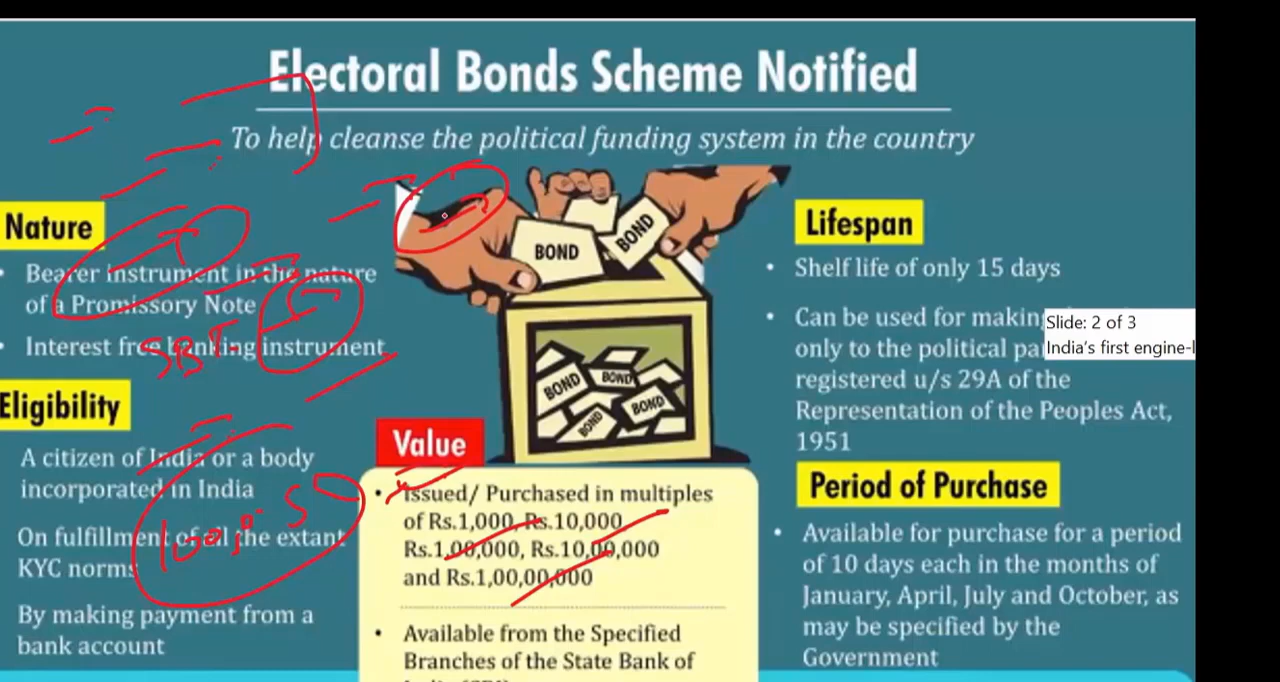 Electoral Bonds Scheme Notified
To help cleanse the political funding system in the country
Nature
• Bearer instrument in the nature
of a Promissory Note
• Interest free banking instrument
SBI
Eligibility
A citizen of India or a body
incorporated in India
On fulfillment of all the extant
KYC norms
By making payment from a
bank account
BOND
BOND
BOND
BOND
BOND
BOND
Value
• Issued/ Purchased in multiples
of Rs.1,000, Rs.10,000,
Rs.1,00,000, Rs.10,00,000
and Rs.1,00,00,000
• Available from the Specified
Branches of the State Bank of
Lifespan
• Shelf life of only 15 days
• Can be used for making
only to the political
registered u/s 29A of the
Representation of the Peoples Act,
1951
Slide: 2 of 3
India's first
Period of Purchase
• Available for purchase for a period
of 10 days each in the months of
January, April, July and October, as
may be specified by the
Government